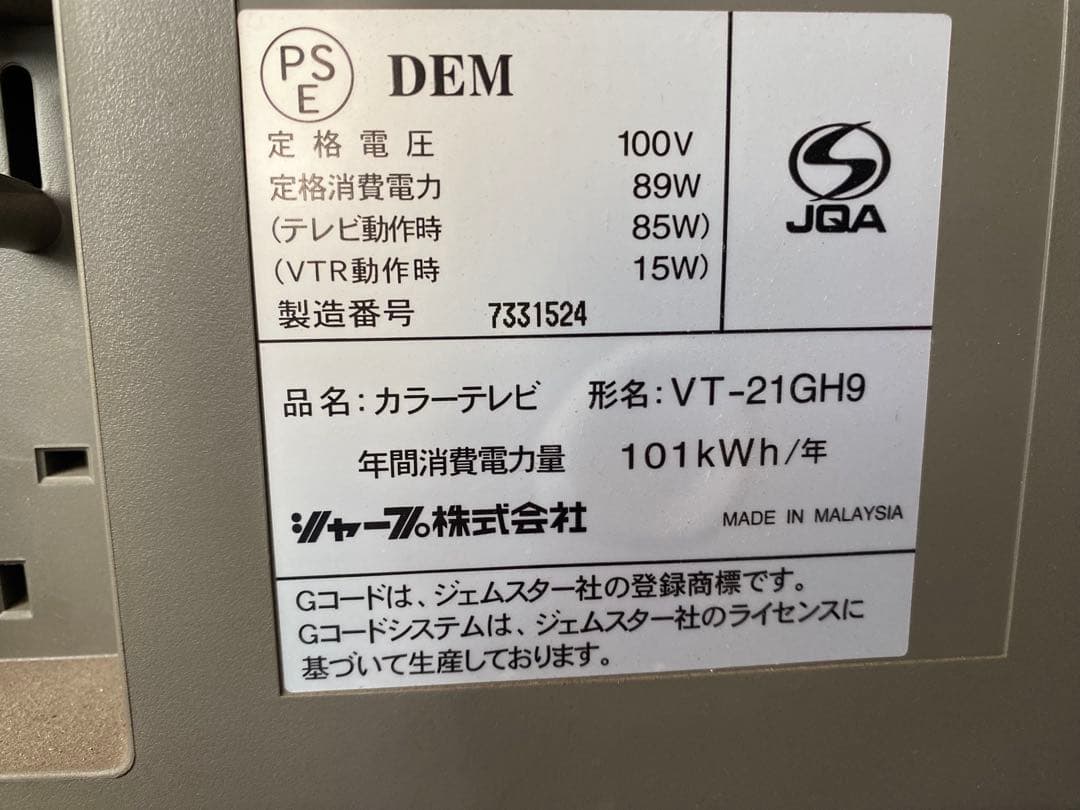 PS
E
DEM
定格電圧 100V
定格消費電力 89W
(テレビ動作時 85W)
(VTR動作時 15W)
製造番号 7331524
JQA
品名:カラーテレビ 形名:VT-21GH9
年間消費電力量 101kWh/年
シャープ株式会社 MADE IN MALAYSIA
Gコードは、ジェムスター社の登録商標です。
Gコードシステムは、ジェムスター社のライセンスに
基づいて生産しております。